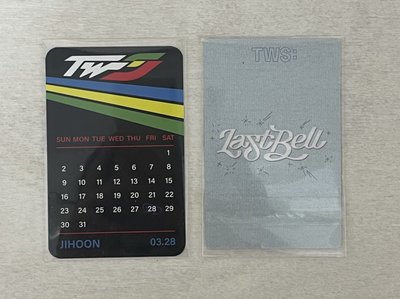 TWS
SUN MON TUE WED THU FRI SAT
1
2 3 4 5 6 7 8
9 10 11 12 13 14 15
16 17 18 19 20 21 22
23 24 25 26 27 28 29
30 31
JIHOON 03.28
TWS:
Last Bell